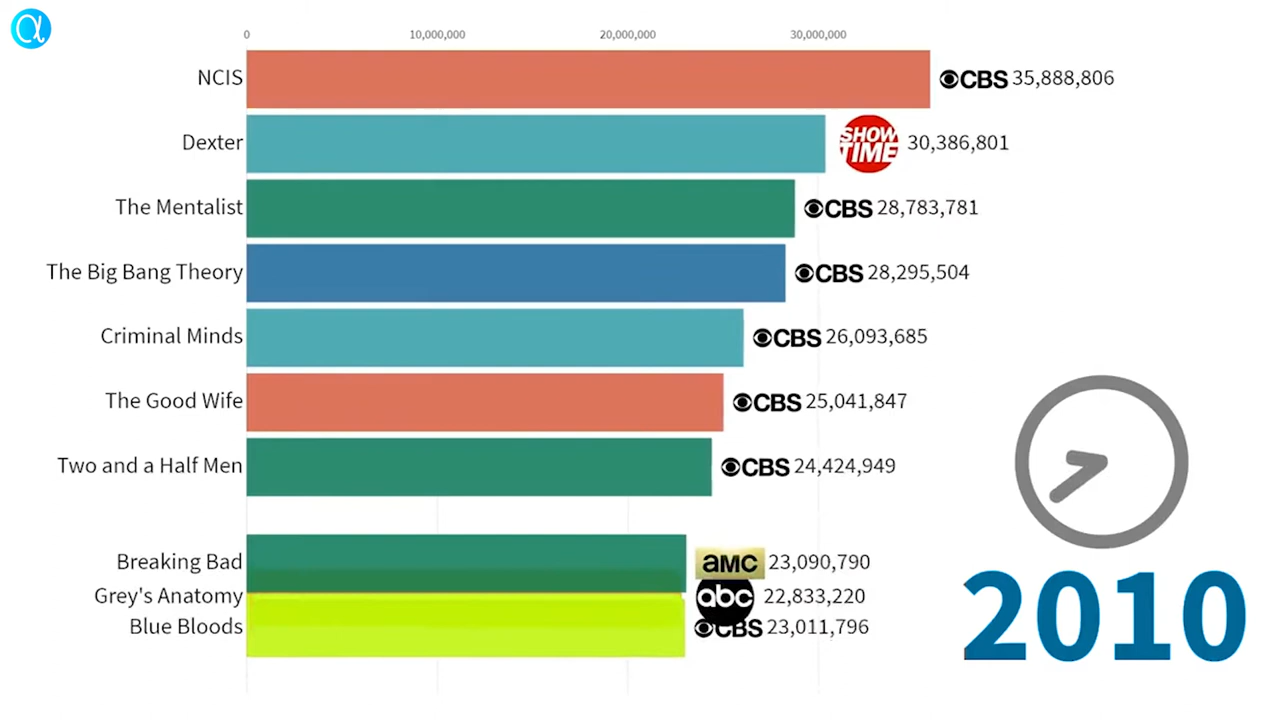 α
0 10,000,000 20,000,000 30,000,000
NCIS CBS 35,888,806
Dexter SHOW TIME 30,386,801
The Mentalist CBS 28,783,781
The Big Bang Theory CBS 28,295,504
Criminal Minds CBS 26,093,685
The Good Wife CBS 25,041,847
Two and a Half Men CBS 24,424,949
Breaking Bad aMC 23,090,790
Grey's Anatomy abc 22,833,220
Blue Bloods CBS 23,011,796
2010